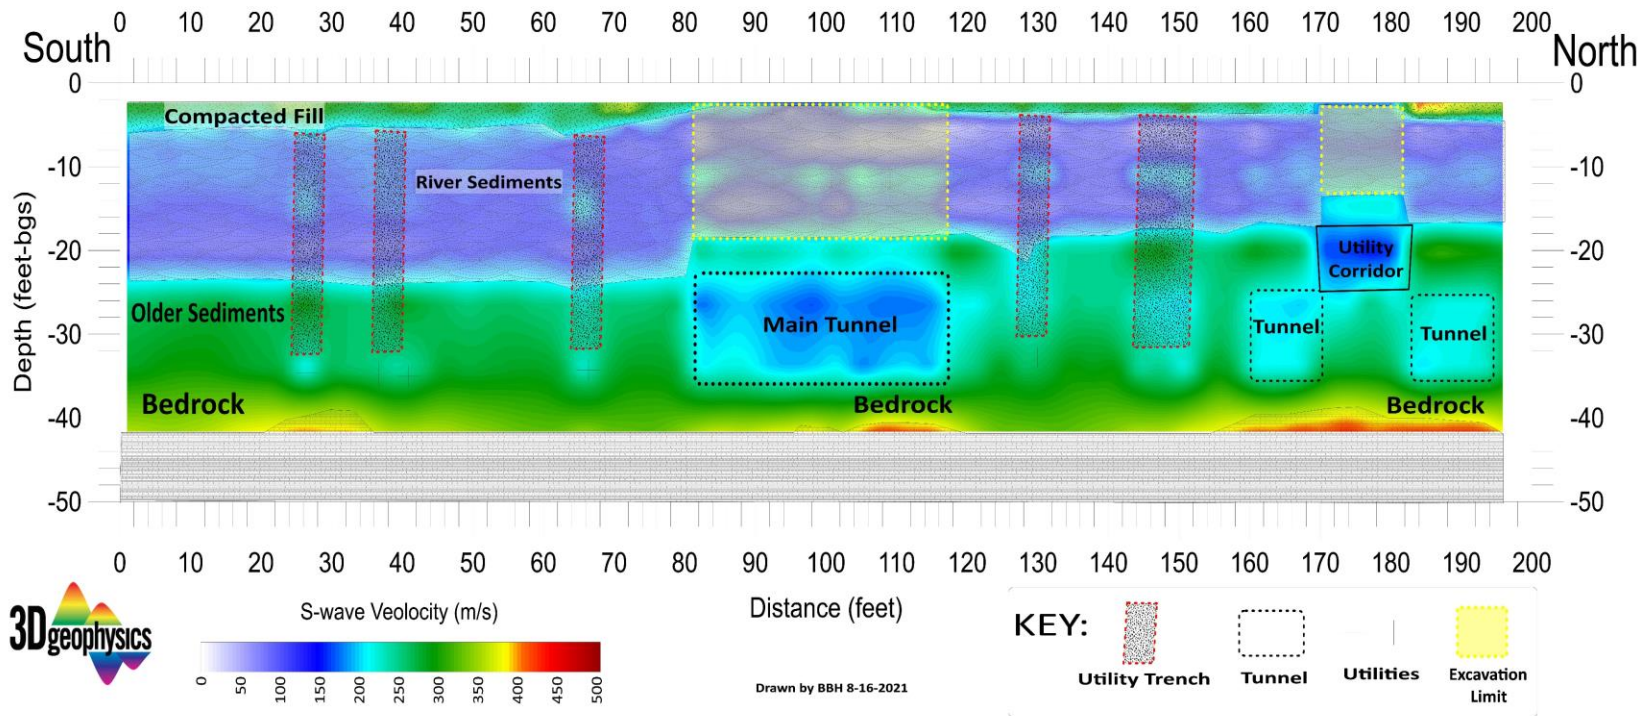 0 10 20 30 40 50 60 70 80 90 100 110 120 130 140 150 160 170 180 190 200
South North
0 0
Compacted Fill
-10 -10
River Sediments
-20 -20
Utility
Corridor
Older Sediments
-30 -30
Main Tunnel
Tunnel Tunnel
Depth (feet-bgs)
Bedrock Bedrock Bedrock
-40 -40
-50 -50
0 10 20 30 40 50 60 70 80 90 100 110 120 130 140 150 160 170 180 190 200
3D geophysics
S-wave Veolocity (m/s)
0 50 100 150 200 250 300 350 400 450 500
Distance (feet)
Drawn by BBH 8-16-2021
KEY:
Utility Trench
Tunnel
Utilities
Excavation
Limit